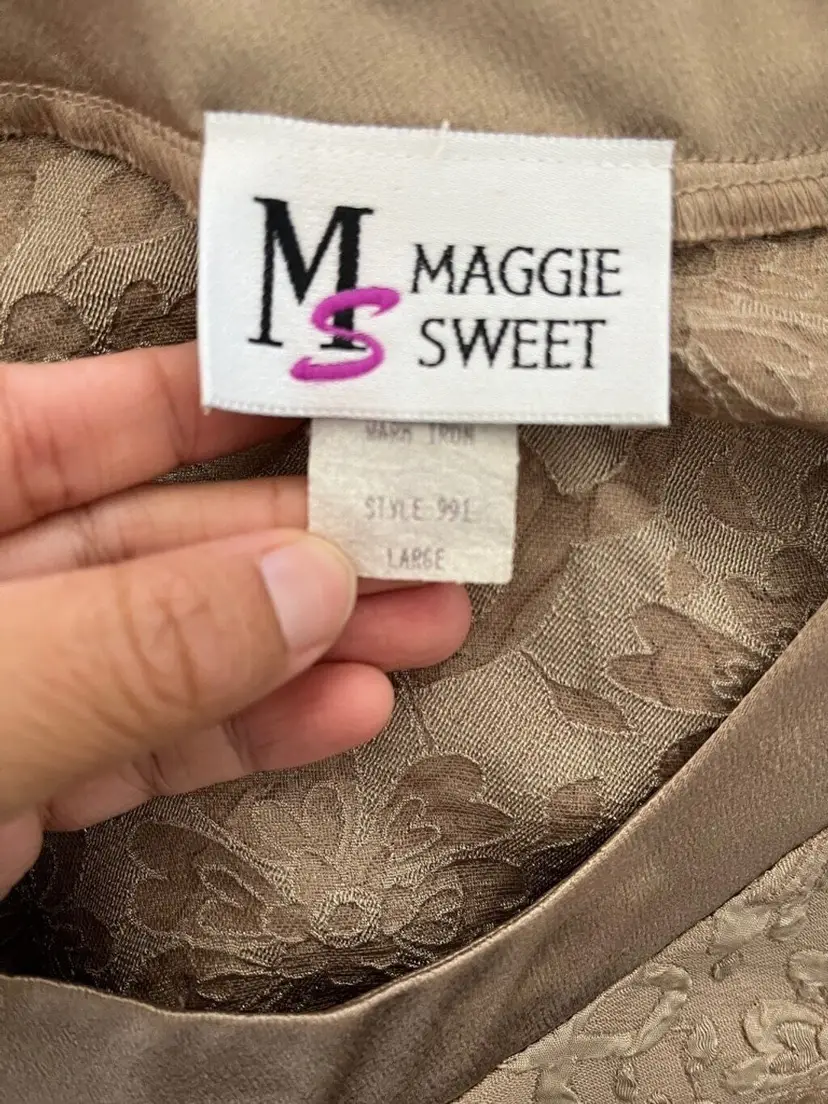 MS
MAGGIE
SWEET
WARM IRON
STYLE 991
LARGE